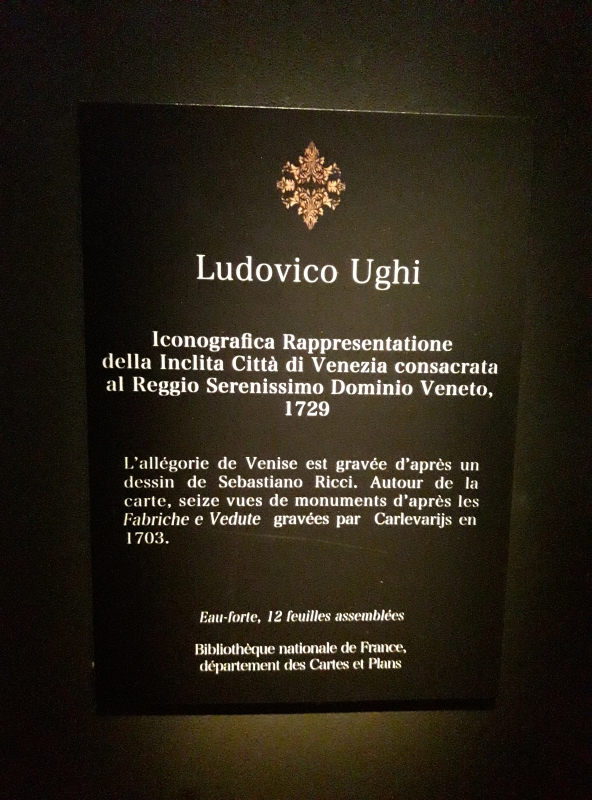 Ludovico Ughi
Iconografica Rappresentatione
della Inclita Città di Venezia consacrata
al Reggio Serenissimo Dominio Veneto,
1729
L'allégorie de Venise est gravée d'après un
dessin de Sebastiano Ricci. Autour de la
carte, seize vues de monuments d'après les
Fabriche e Vedute gravées par Carlevarijs en
1703.
Eau-forte, 12 feuilles assemblées
Bibliothèque nationale de France,
département des Cartes et Plans